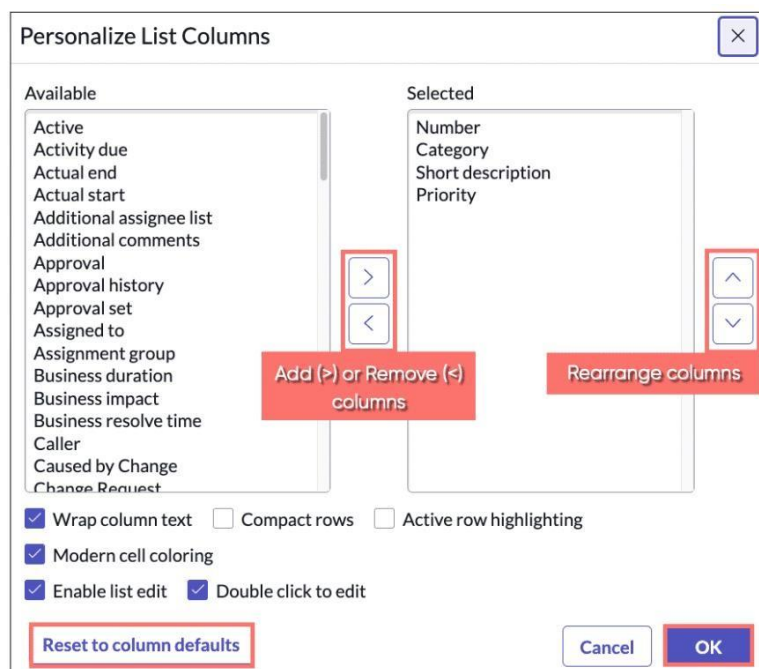 Personalize List Columns
Available
Active
Activity due
Actual end
Actual start
Additional assignee list
Additional comments
Approval
Approval history
Approval set
Assigned to
Assignment group
Business duration
Business impact
Business resolve time
Caller
Caused by Change
Change Request
Add (>) or Remove (<)
columns
Selected
Number
Category
Short description
Priority
Rearrange columns
Wrap column text Compact rows Active row highlighting
Modern cell coloring
Enable list edit Double click to edit
Reset to column defaults Cancel OK